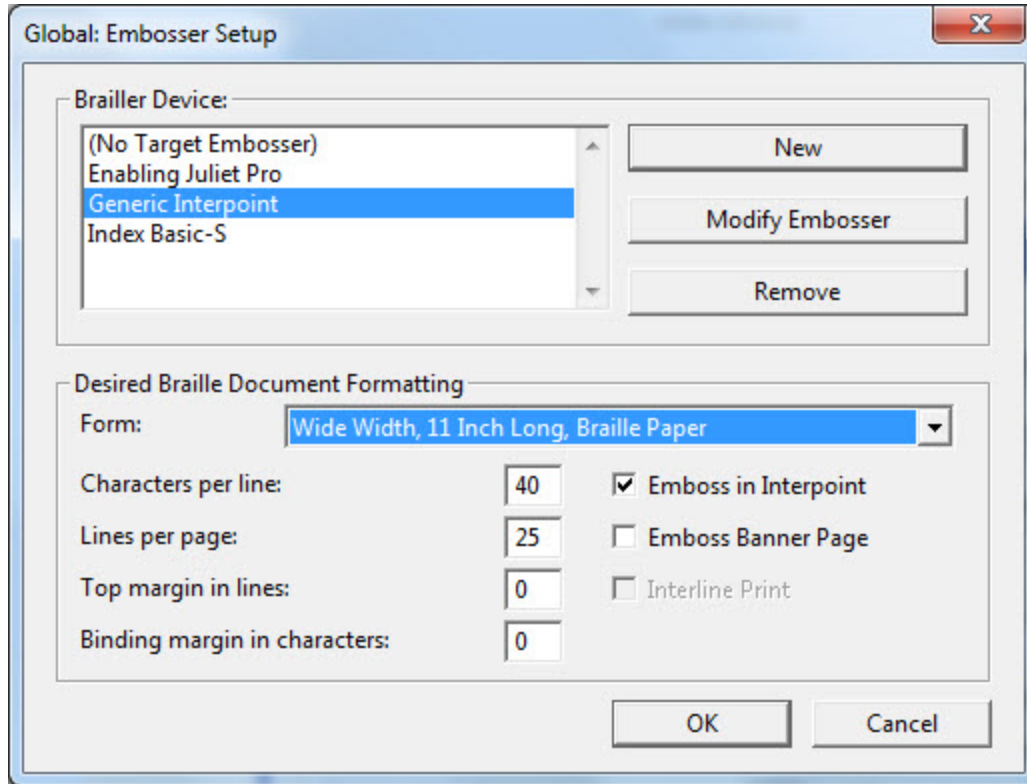 Global: Embosser Setup
Brailler Device:
(No Target Embosser)
Enabling Juliet Pro
Generic Interpoint
Index Basic-S
New
Modify Embosser
Remove
Desired Braille Document Formatting
Form: Wide Width, 11 Inch Long, Braille Paper
Characters per line: 40 Emboss in Interpoint
Lines per page: 25 Emboss Banner Page
Top margin in lines: 0 Interline Print
Binding margin in characters: 0
OK Cancel